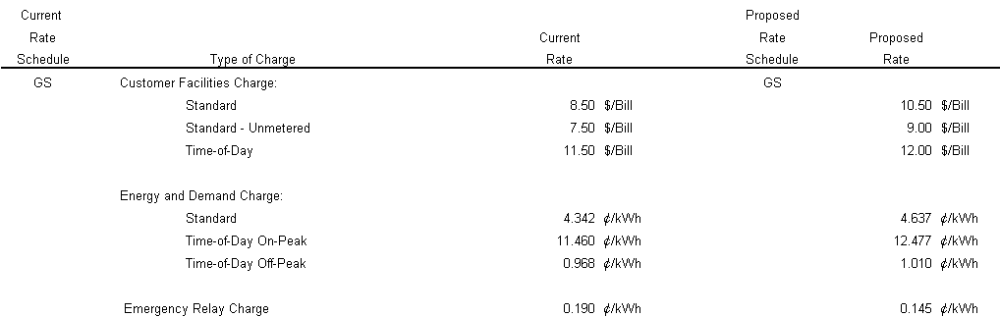 Current Proposed
Rate Current Rate Proposed
Schedule Type of Charge Rate Schedule Rate
GS Customer Facilities Charge: GS
Standard 8.50 $/Bill 10.50 $/Bill
Standard - Unmetered 7.50 $/Bill 9.00 $/Bill
Time-of-Day 11.50 $/Bill 12.00 $/Bill
Energy and Demand Charge:
Standard 4.342 ¢/kWh 4.637 ¢/kWh
Time-of-Day On-Peak 11.460 ¢/kWh 12.477 ¢/kWh
Time-of-Day Off-Peak 0.968 ¢/kWh 1.010 ¢/kWh
Emergency Relay Charge 0.190 ¢/kWh 0.145 ¢/kWh